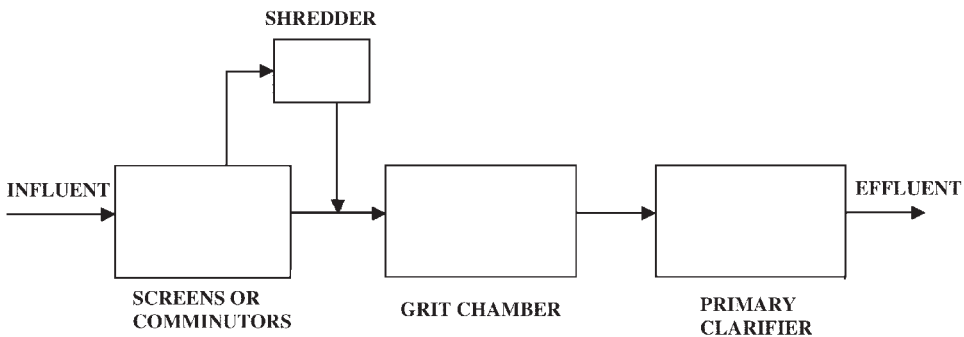 SHREDDER
INFLUENT
EFFLUENT
SCREENS OR
COMMINUTORS
GRIT CHAMBER
PRIMARY
CLARIFIER